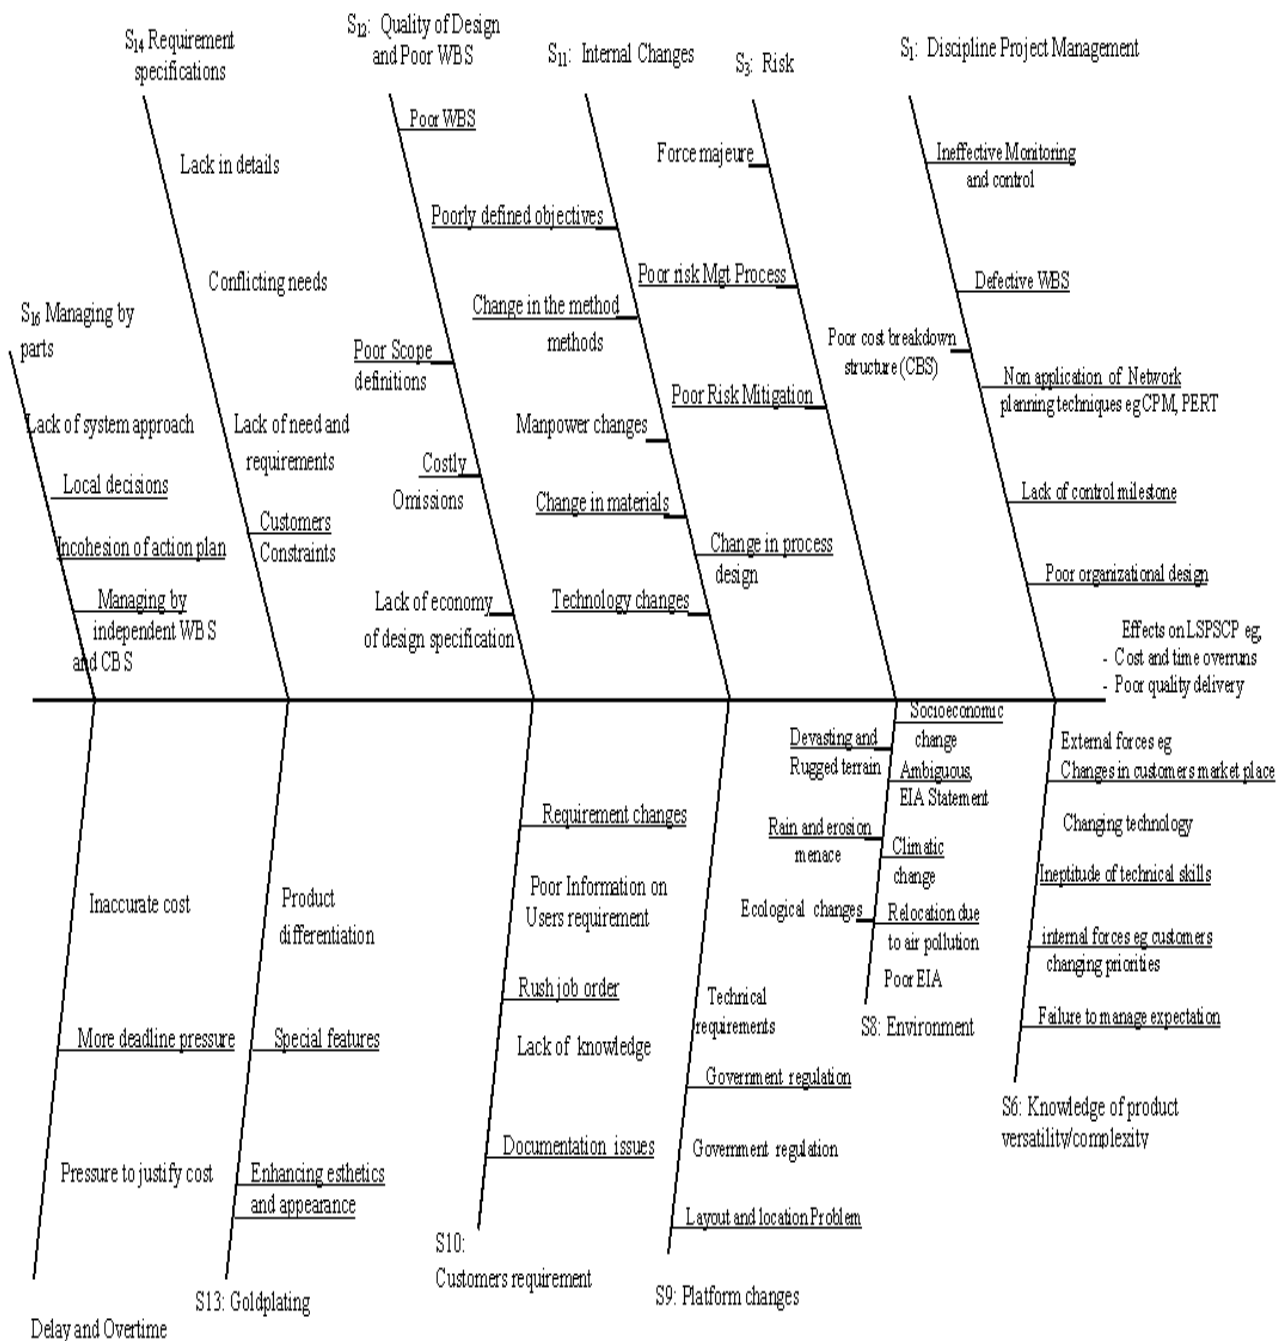 S14 Requirement
specifications
S12: Quality of Design
and Poor WBS
S11: Internal Changes
S3: Risk
S1: Discipline Project Management
S16 Managing by
parts
Lack of system approach
Local decisions
Incohesion of action plan
Managing by
independent WBS
and CBS
Lack in details
Conflicting needs
Lack of need and
requirements
Customers
Constraints
Poor WBS
Poor Scope
definitions
Costly
Omissions
Lack of economy
of design specification
Poorly defined objectives
Change in the method
methods
Manpower changes
Change in materials
Change in process
design
Technology changes
Force majeure
Poor risk Mgt Process
Poor Risk Mitigation
Poor cost breakdown
structure (CBS)
Ineffective Monitoring
and control
Defective WBS
Non application of Network
planning techniques eg CPM, PERT
Lack of control milestone
Poor organizational design
Effects on LSPSCP eg,
- Cost and time overruns
- Poor quality delivery
Inaccurate cost
More deadline pressure
Pressure to justify cost
Delay and Overtime
Product
differentiation
Special features
Enhancing esthetics
and appearance
S13: Goldplating
Requirement changes
Poor Information on
Users requirement
Rush job order
Lack of knowledge
Documentation issues
S10:
Customers requirement
Technical
requirements
Government regulation
Government regulation
Layout and location Problem
S9: Platform changes
Devasting and
Rugged terrain
Rain and erosion
menace
Ecological changes
Socioeconomic
change
Ambiguous,
EIA Statement
Climatic
change
Relocation due
to air pollution
Poor EIA
S8: Environment
External forces eg
Changes in customers market place
Changing technology
Ineptitude of technical skills
internal forces eg customers
changing priorities
Failure to manage expectation
S6: Knowledge of product
versatility/complexity